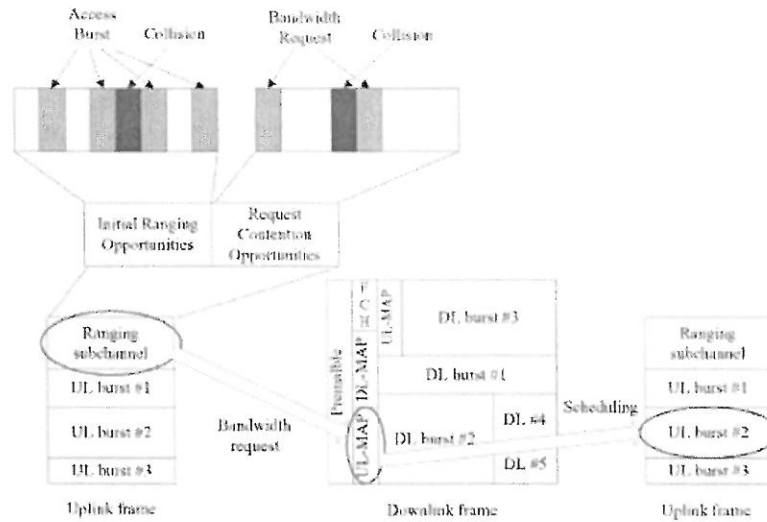 Access
Burst
Collision
Bandwidth
Request
Collision
Initial Ranging
Opportunities
Request
Contention
Opportunities
Ranging
subchannel
UL burst #1
UL burst #2
UL burst #3
Uplink frame
Bandwidth
request
Preamble
FCH
DL-MAP
UL-MAP
UL-MAP
DL burst #3
DL burst #1
DL burst #2
DL #4
DL #5
Downlink frame
Scheduling
Ranging
subchannel
UL burst #1
UL burst #2
UL burst #3
Uplink frame